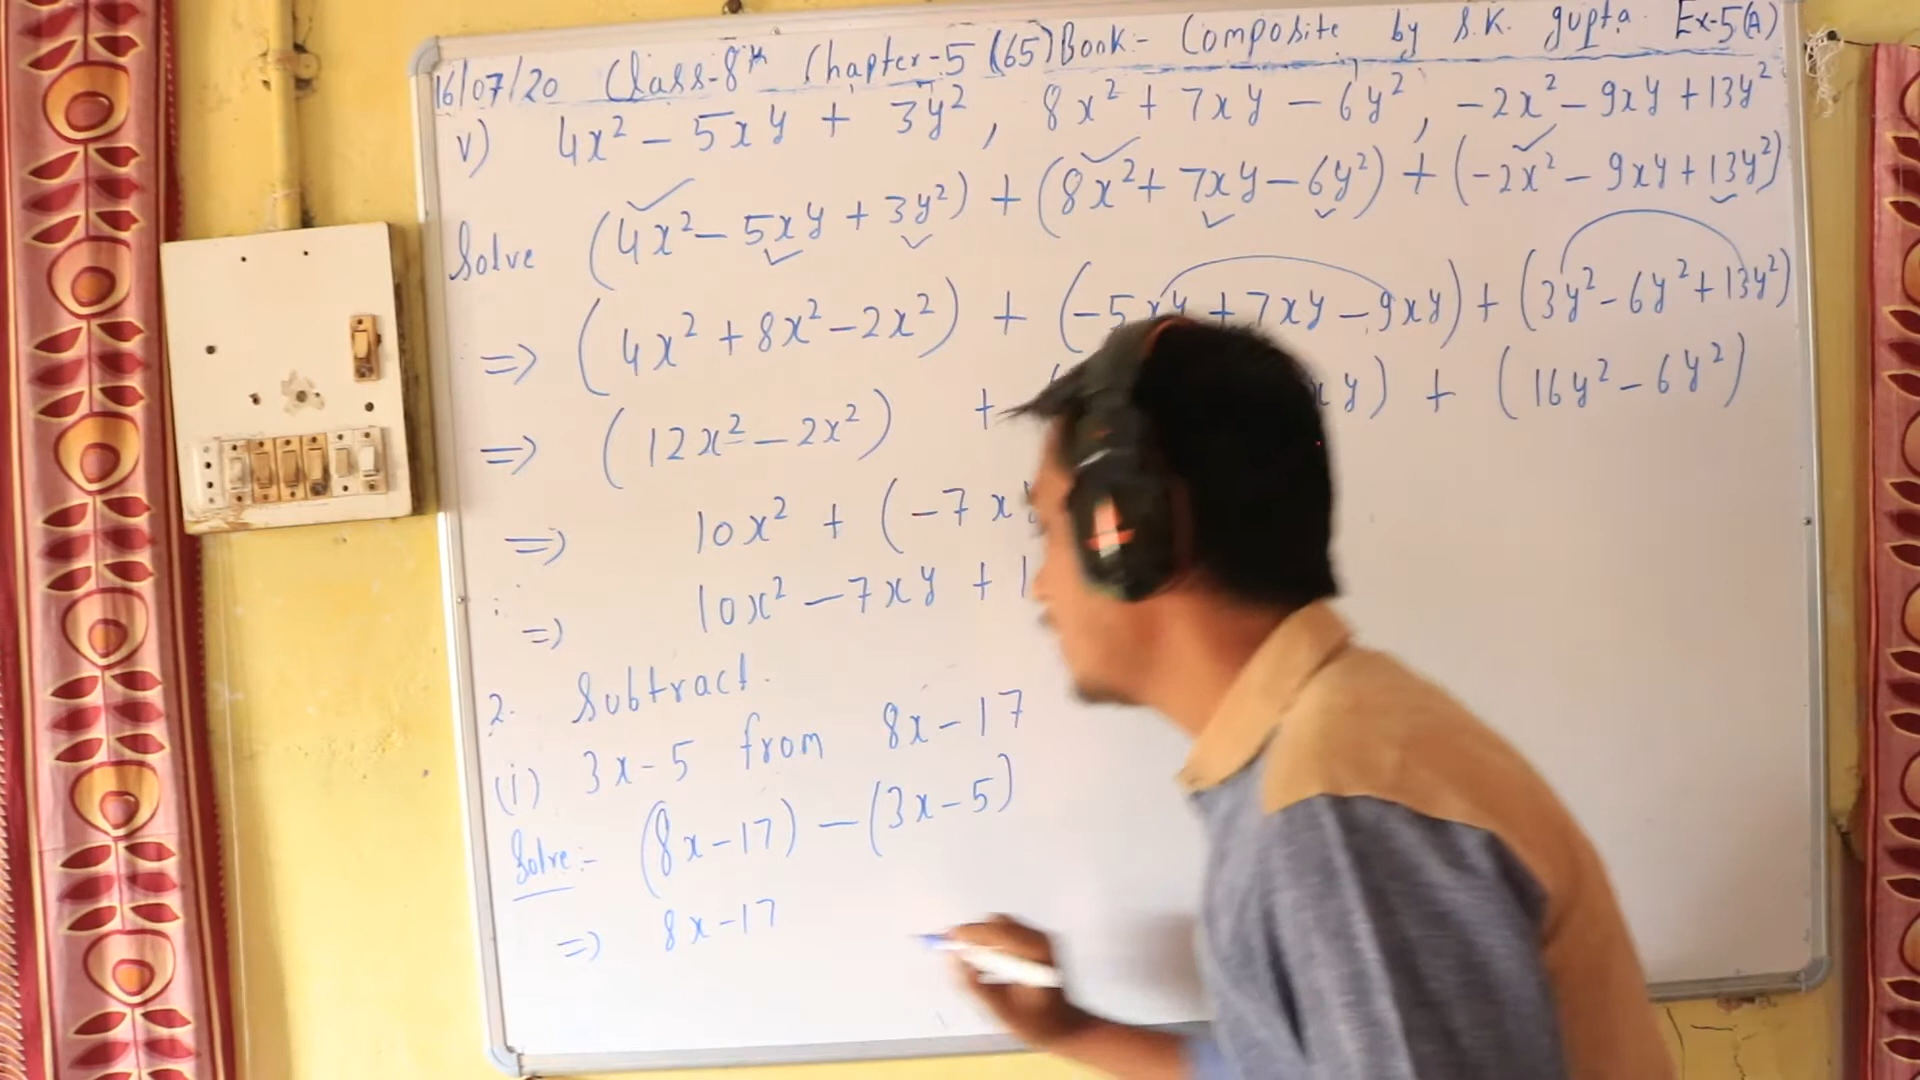 16/07/20 Class-8th Chapter-5 (65) Book:- Composite by S.K. gupta. Ex-5(A)
v) 4x² - 5xy + 3y², 8x² + 7xy - 6y², -2x² - 9xy + 13y²
Solve (4x² - 5xy + 3y²) + (8x² + 7xy - 6y²) + (-2x² - 9xy + 13y²)
=> (4x² + 8x² - 2x²) + (-5xy + 7xy - 9xy) + (3y² - 6y² + 13y²)
=> (12x² - 2x²) + xy) + (16y² - 6y²)
=> 10x² + (-7x
=> 10x² - 7xy + 1
2. Subtract.
(i) 3x - 5 from 8x - 17
Solve:- (8x - 17) - (3x - 5)
=> 8x - 17